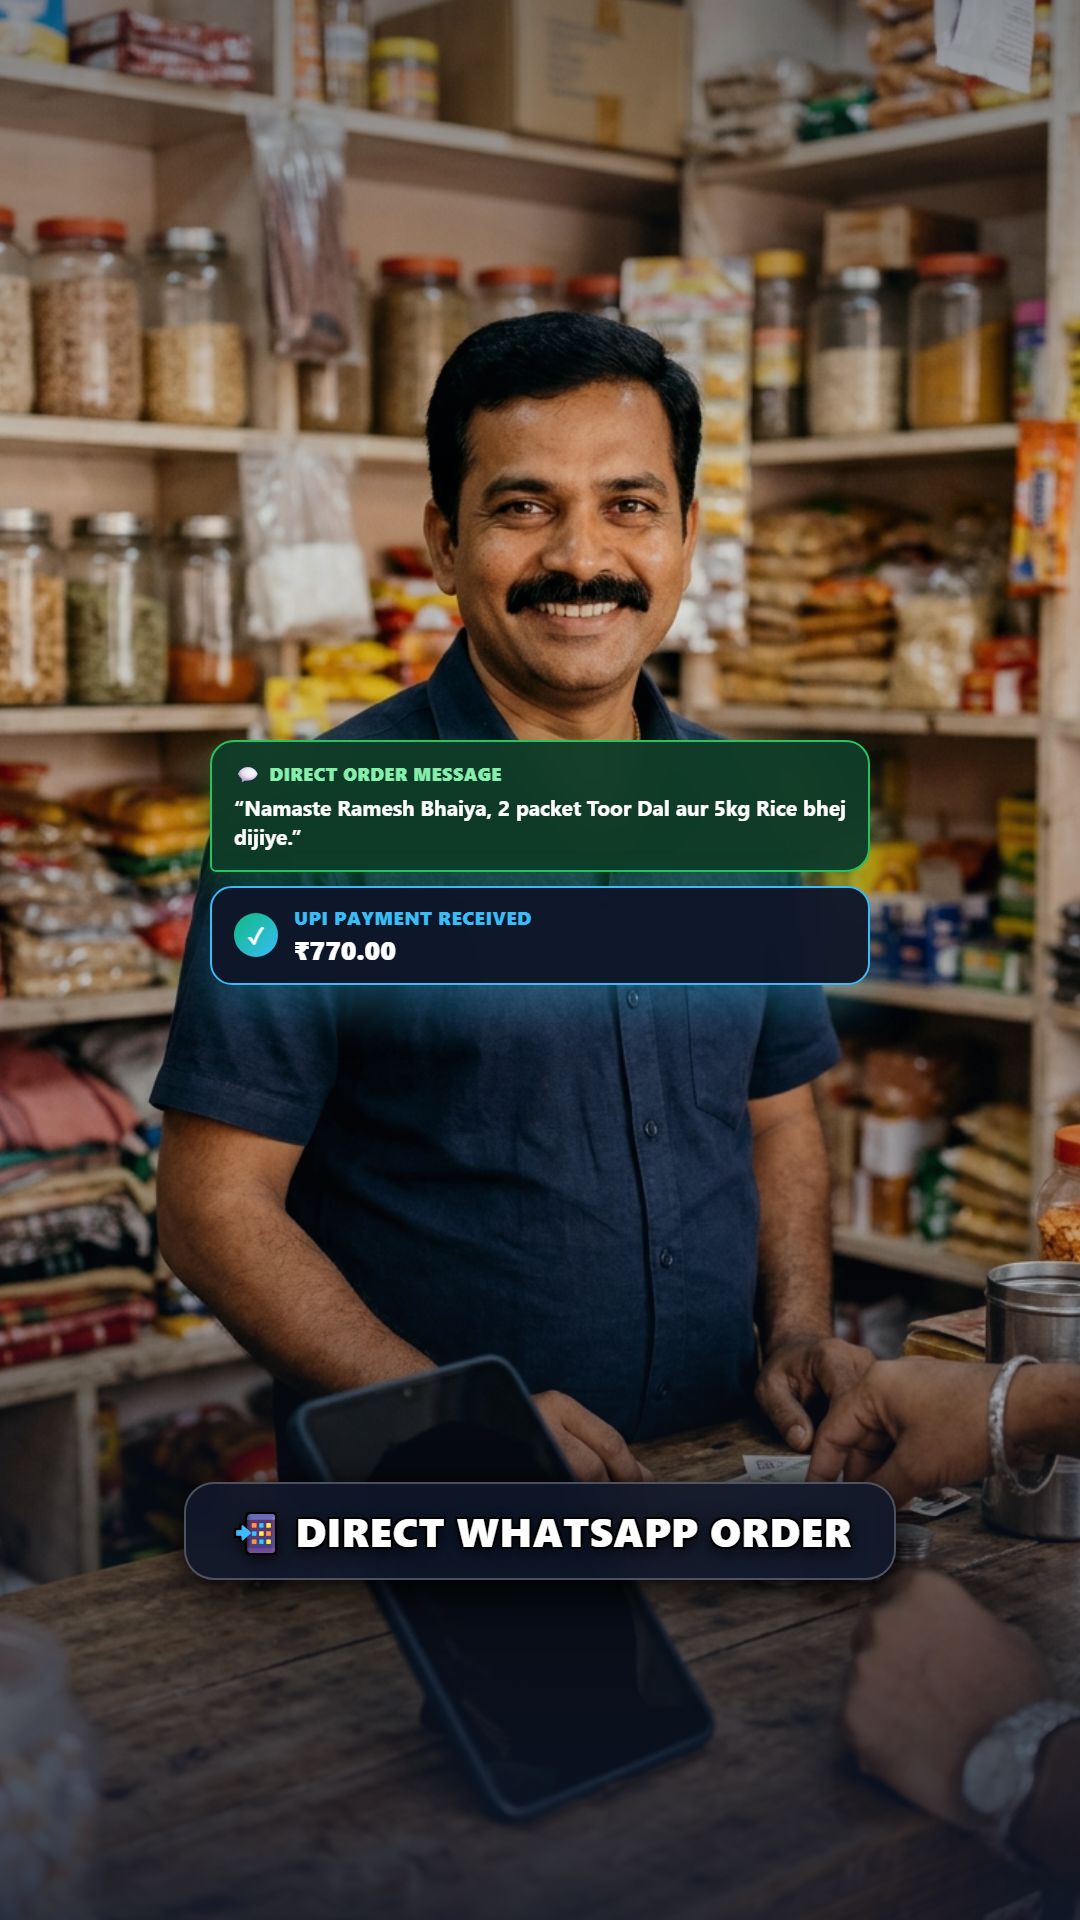 DIRECT ORDER MESSAGE
“Namaste Ramesh Bhaiya, 2 packet Toor Dal aur 5kg Rice bhej
dijiye.”
UPI PAYMENT RECEIVED
₹770.00
DIRECT WHATSAPP ORDER